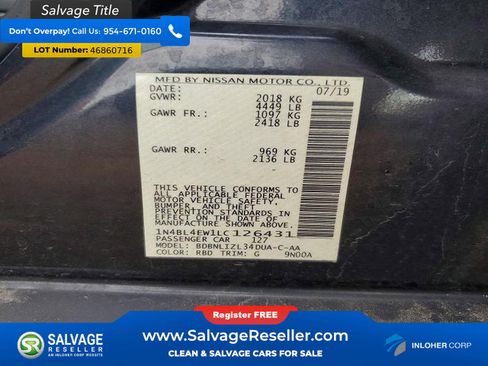 Salvage Title
Don't Overpay! Call Us: 954-671-0160
Lot Number: 46860716
MFD BY NISSAN MOTOR CO., LTD.
DATE: 07/19
GVWR: 2018 KG
4449 LB
GAWR FR.: 1097 KG
2418 LB
GAWR RR.: 969 KG
2136 LB
THIS VEHICLE CONFORMS TO
ALL APPLICABLE FEDERAL
MOTOR VEHICLE SAFETY,
BUMPER, AND THEFT
PREVENTION STANDARDS
IN EFFECT ON THE DATE OF
MANUFACTURE SHOWN ABOVE.
1N4BL4EW1LC126431
PASSENGER CAR 127
MODEL: BDBNLIZL34DUA-C-AA
COLOR: RBD TRIM: G 9N00A
Register FREE!
SALVAGE
RESELLER
AN INLOHER CORP WEBSITE
www.SalvageReseller.com
CLEAN & SALVAGE CARS FOR SALE
INLOHER CORP